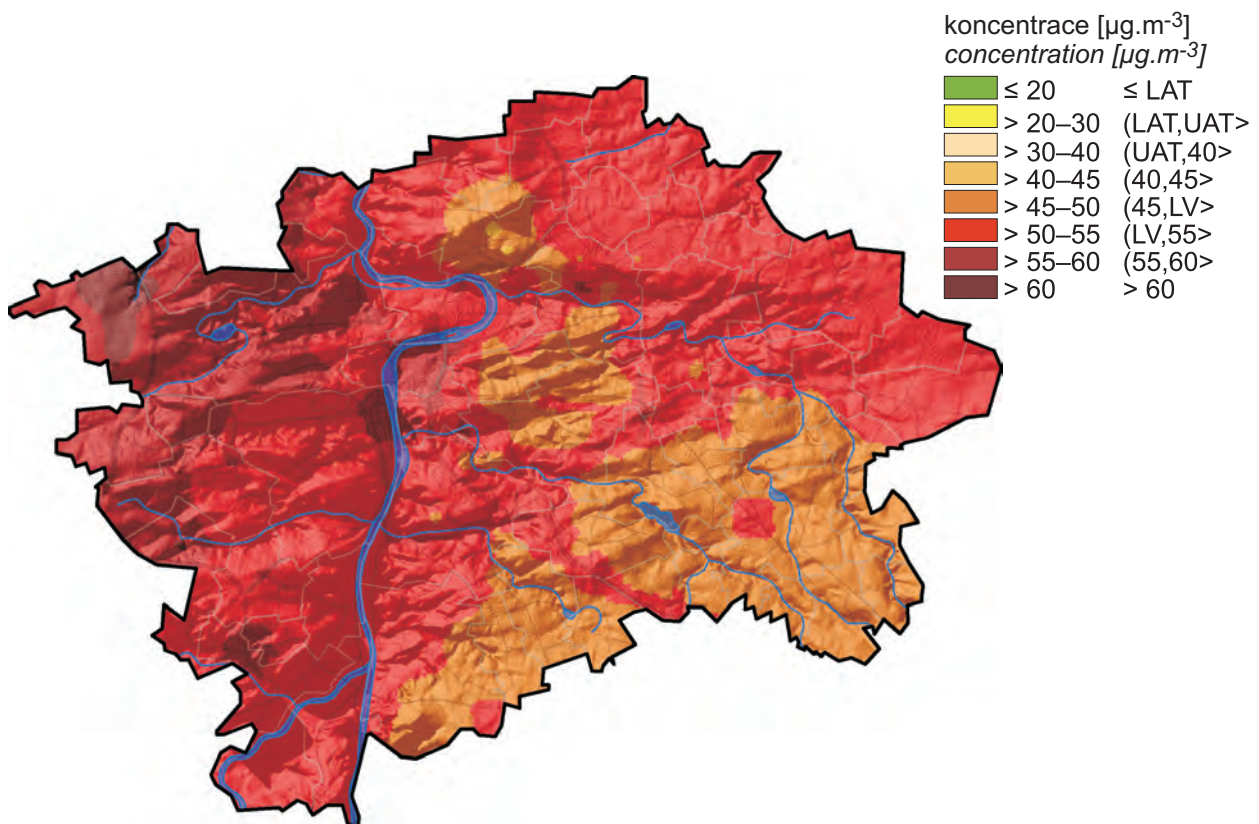 koncentrace [µg.m-3]
concentration [µg.m-3]
≤ 20 ≤ LAT
> 20–30 (LAT,UAT>
> 30–40 (UAT,40>
> 40–45 (40,45>
> 45–50 (45,LV>
> 50–55 (LV,55>
> 55–60 (55,60>
> 60 > 60